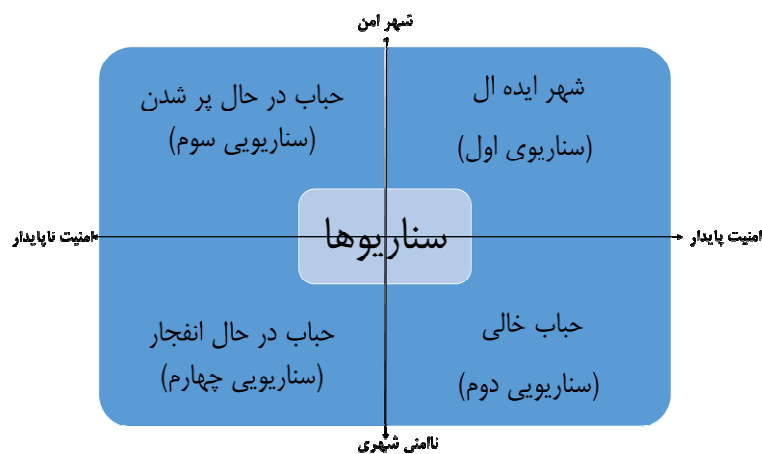 شهر امن
شهر ایده ال
(سناریوی اول)
حباب در حال پر شدن
(سناریویی سوم)
سناریوها
امنیت پایدار
امنیت ناپایدار
حباب خالی
(سناریویی دوم)
حباب در حال انفجار
(سناریویی چهارم)
ناامنی شهری